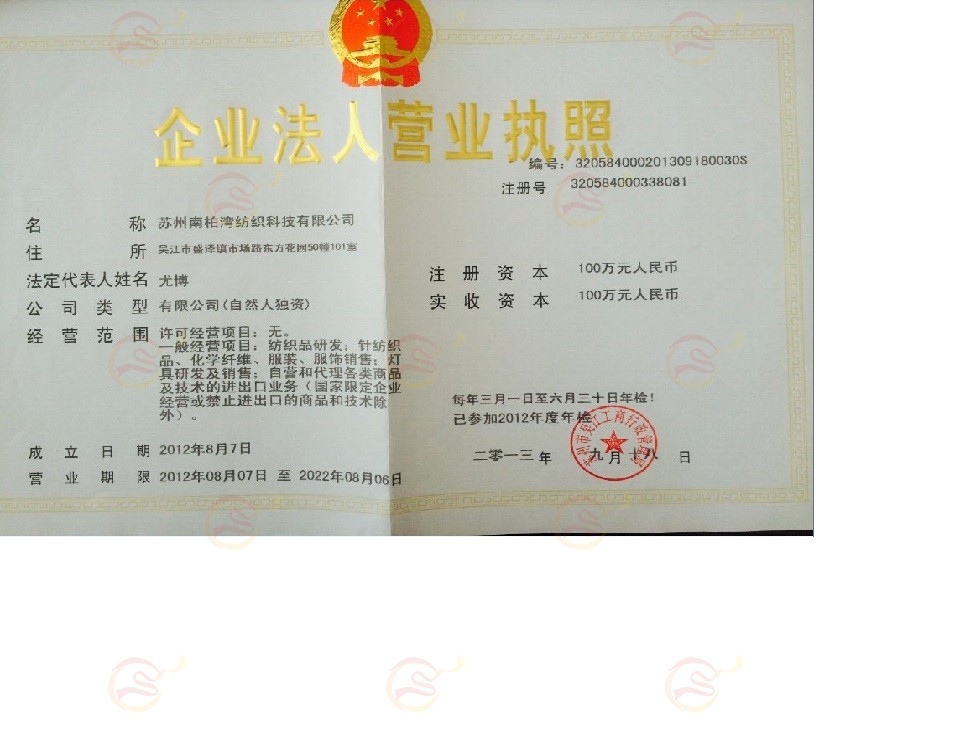 企业法人营业执照
编号：320584000201309180030S
注册号 320584000338081
名称 苏州南柏湾纺织科技有限公司
住所 吴江市盛泽镇市场路东方花园50幢101室
法定代表人姓名 尤博
公司类型 有限公司(自然人独资)
经营范围 许可经营项目：无。
一般经营项目：纺织品研发；针纺织
品、化学纤维、服装、服饰销售；灯
具研发及销售；自营和代理各类商品
及技术的进出口业务（国家限定企业
经营或禁止进出口的商品和技术除
外）。
成立日期 2012年8月7日
营业期限 2012年08月07日 至 2022年08月06日
注册资本 100万元人民币
实收资本 100万元人民币
每年三月一日至六月三十日年检！
已参加2012年度年检
二零一三年 九月十八日